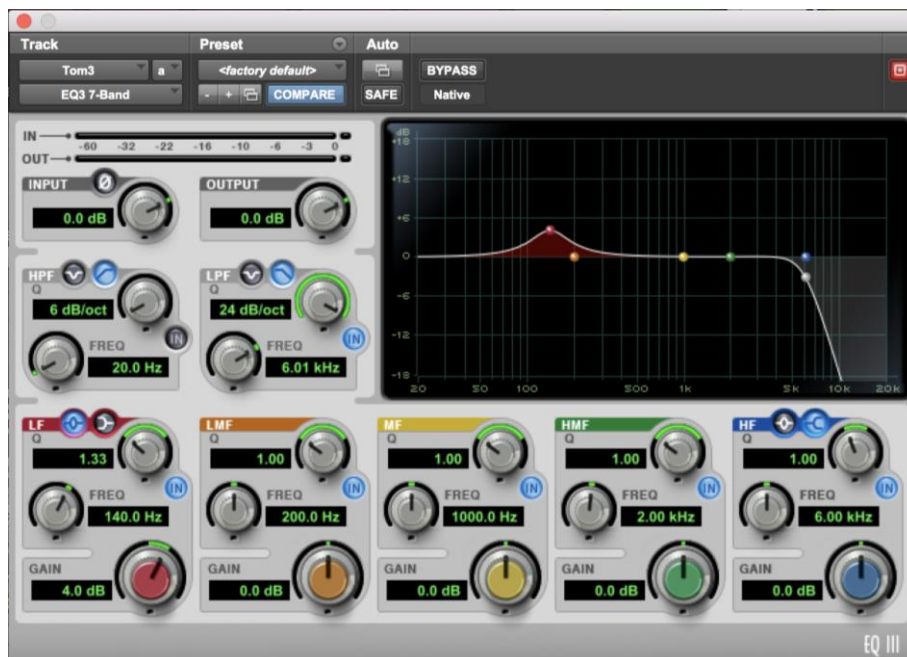 Track Preset Auto
Tom3 a <factory default> BYPASS
EQ3 7-Band - + COMPARE SAFE Native
IN -60 -32 -22 -16 -10 -6 -3 0
OUT
INPUT Ø OUTPUT
0.0 dB 0.0 dB
HPF LPF
Q Q
6 dB/oct 24 dB/oct
IN IN
FREQ FREQ
20.0 Hz 6.01 kHz
dB
+18
+12
+6
0
-6
-12
-18
20 50 100 500 1k 5k 10k 20k
LF LMF MF HMF HF
Q Q Q Q Q
1.33 1.00 1.00 1.00 1.00
IN IN IN IN IN
FREQ FREQ FREQ FREQ FREQ
140.0 Hz 200.0 Hz 1000.0 Hz 2.00 kHz 6.00 kHz
GAIN GAIN GAIN GAIN GAIN
4.0 dB 0.0 dB 0.0 dB 0.0 dB 0.0 dB
EQ III